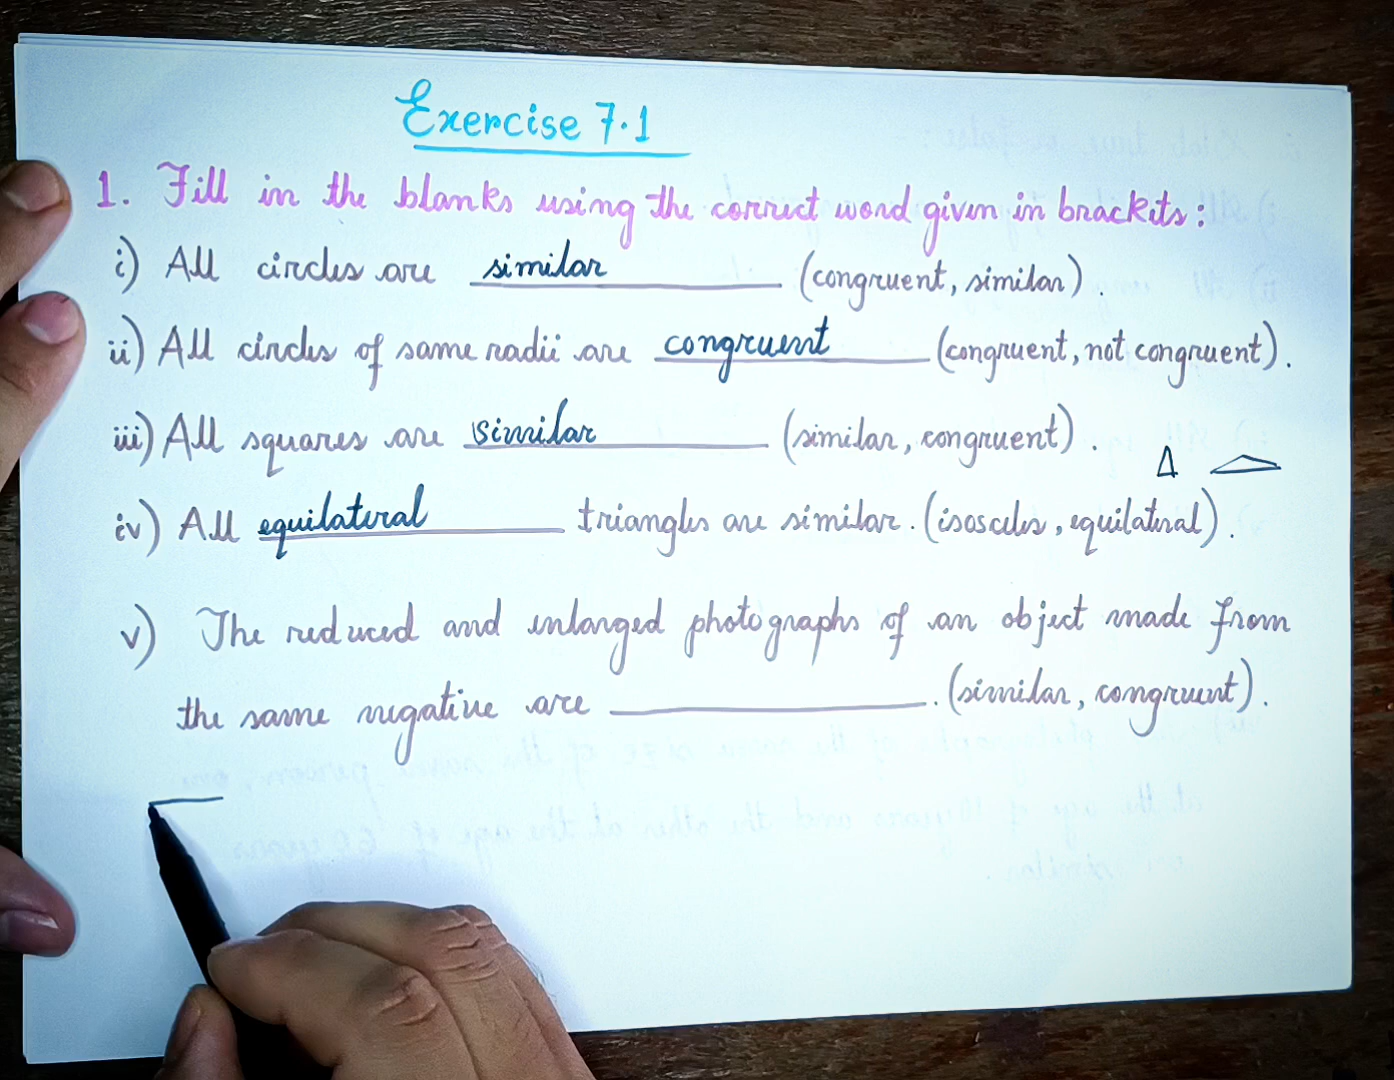 Exercise 7.1
1. Fill in the blanks using the correct word given in brackets:
i) All circles are similar (congruent, similar).
ii) All circles of same radii are congruent (congruent, not congruent).
iii) All squares are similar (similar, congruent).
iv) All equilateral triangles are similar. (isosceles, equilateral).
v) The reduced and enlarged photographs of an object made from
the same negative are ________. (similar, congruent).